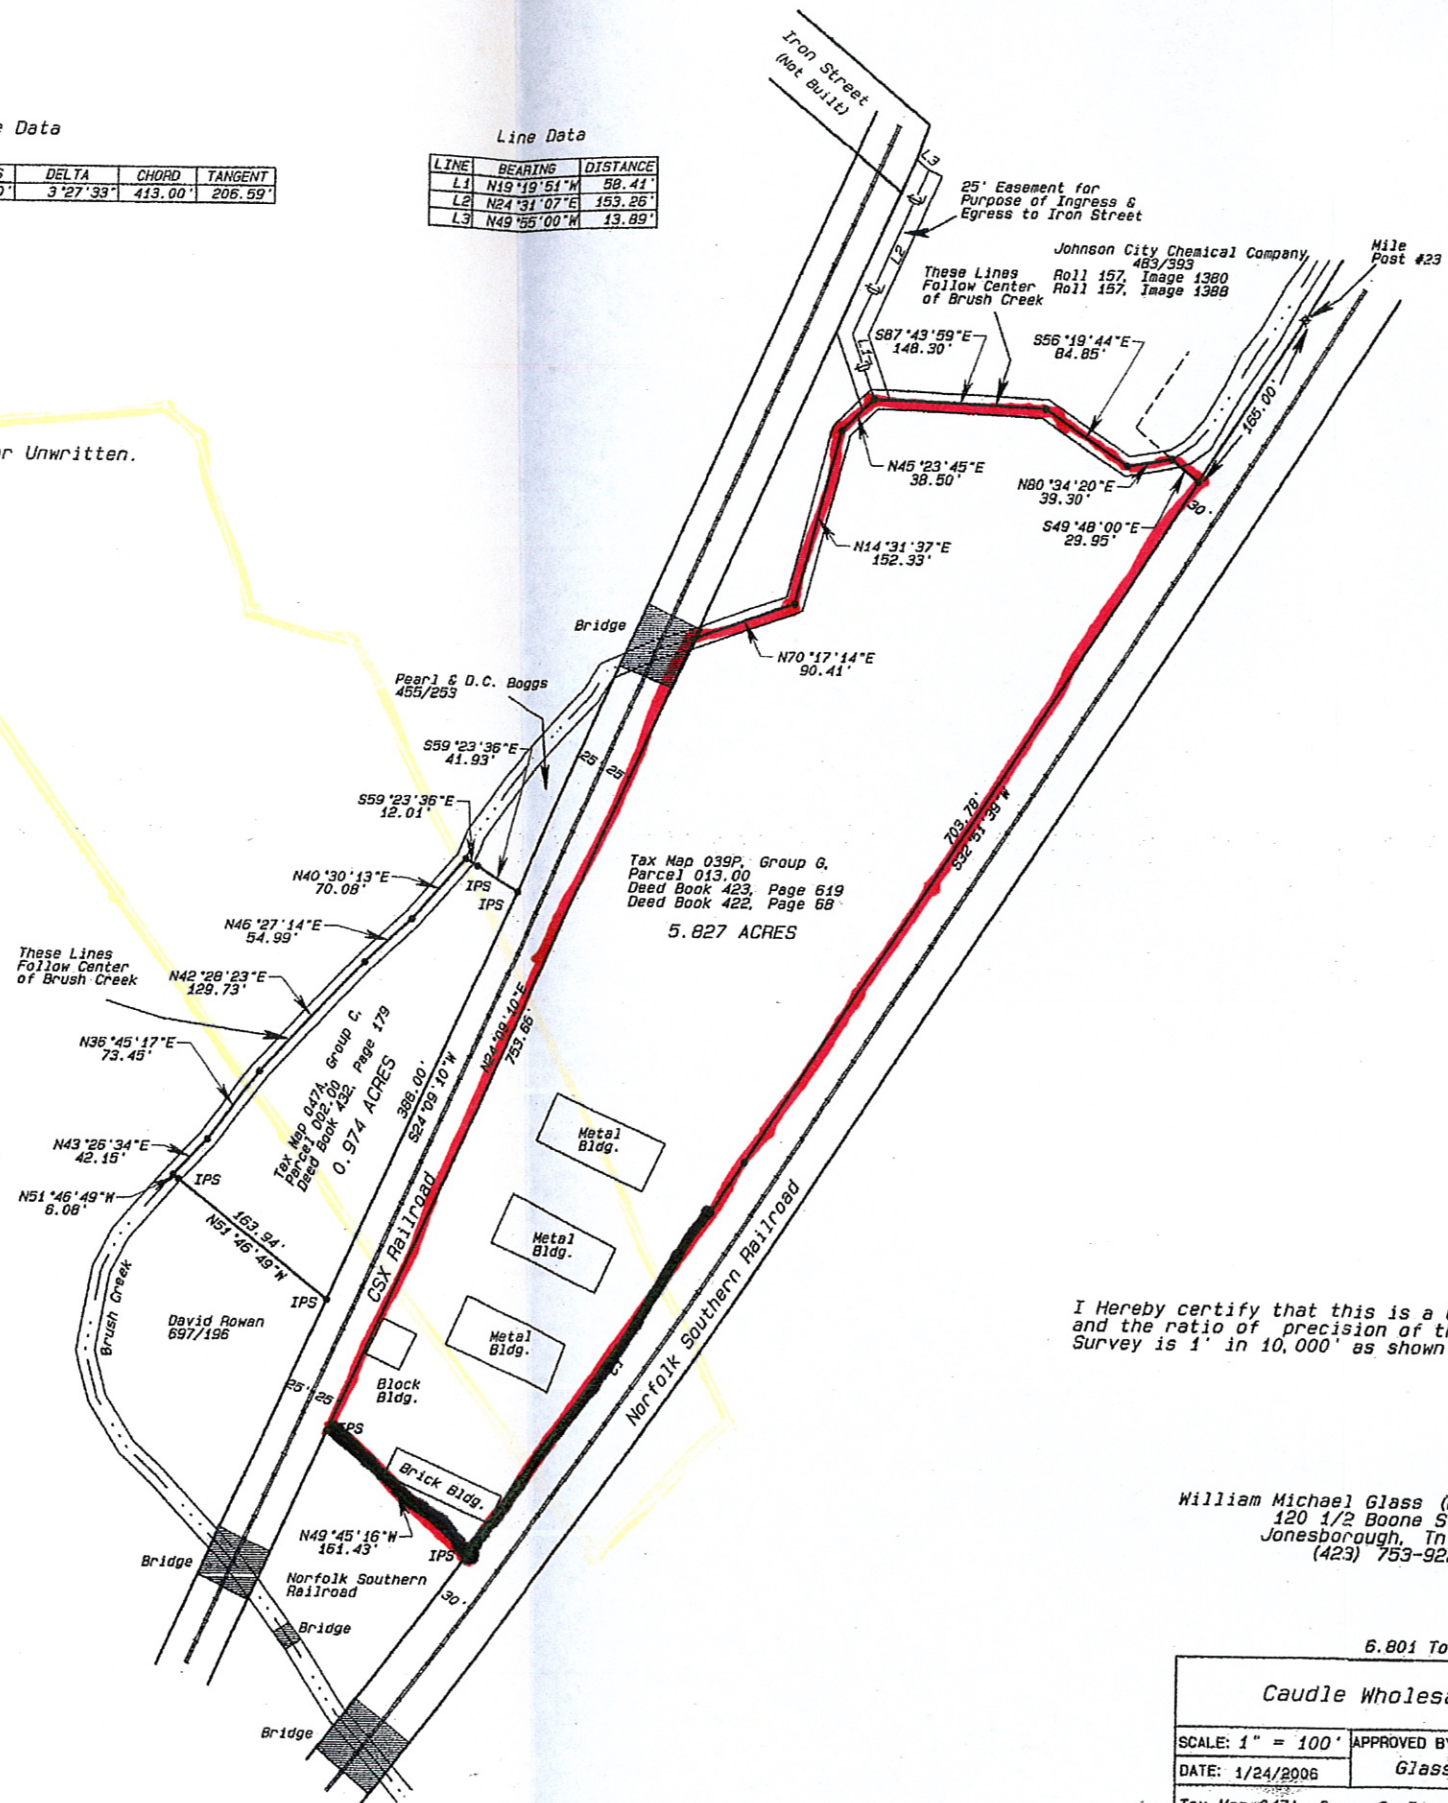 Line Data
LINE BEARING DISTANCE
L1 N19°19'51"W 58.41'
L2 N24°31'07"E 153.26'
L3 N49°55'00"W 13.89'
Data
DELTA CHORD TANGENT
3°27'33" 413.00' 206.59'
Unwritten.
Iron Street
(Not Built)
L3
L2
L1
25' Easement for
Purpose of Ingress &
Egress to Iron Street
Johnson City Chemical Company
483/393
Roll 157, Image 1380
Roll 157, Image 1388
Mile
Post #23
These Lines
Follow Center
of Brush Creek
S87°43'59"E
148.30'
S56°19'44"E
84.85'
165.00'
N45°23'45"E
38.50'
N80°34'20"E
39.30'
S49°48'00"E
29.95'
30'
N14°31'37"E
152.33'
N70°17'14"E
90.41'
Bridge
Pearl & D.C. Boggs
455/253
S59°23'36"E
41.93'
S59°23'36"E
12.01'
25 25
703.78'
S32°51'39"W
Tax Map 039P, Group G,
Parcel 013.00
Deed Book 423, Page 619
Deed Book 422, Page 68
5.827 ACRES
N40°30'13"E
70.08'
IPS
IPS
N46°27'14"E
54.99'
These Lines
Follow Center
of Brush Creek
N42°28'23"E
129.73'
N36°45'17"E
73.45'
N43°26'34"E
42.15'
N51°46'49"W
6.08'
IPS
Tax Map 047A, Group C,
Parcel 002.00
Deed Book 432, Page 179
0.974 ACRES
N24°09'10"E
753.66'
386.00'
S24°09'10"W
163.94'
N51°46'49"W
IPS
CSX Railroad
Metal
Bldg.
Metal
Bldg.
Metal
Bldg.
Block
Bldg.
Brick Bldg.
Norfolk Southern Railroad
C1
Brush Creek
David Rowan
697/196
25' 25
IPS
N49°45'16"W
161.43'
IPS
Norfolk Southern
Railroad
30'
Bridge
Bridge
Bridge
I Hereby certify that this is a
and the ratio of precision of
Survey is 1' in 10,000' as shown
William Michael Glass
120 1/2 Boone
Jonesborough, Tn
(423) 753-92
6.801
Caudle
SCALE: 1" = 100' APPROVED BY
DATE: 1/24/2006 Glass